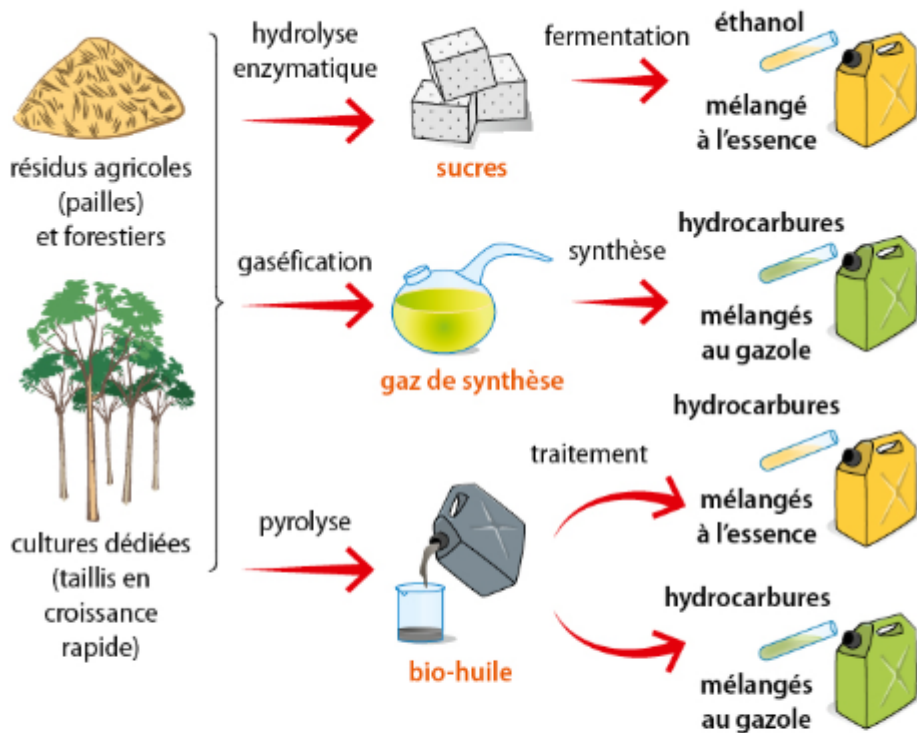 résidus agricoles
(pailles)
et forestiers
cultures dédiées
(taillis en
croissance
rapide)
hydrolyse
enzymatique
sucres
fermentation
éthanol
mélangé
à l'essence
gaséfication
gaz de synthèse
synthèse
hydrocarbures
mélangés
au gazole
pyrolyse
bio-huile
traitement
hydrocarbures
mélangés
à l'essence
hydrocarbures
mélangés
au gazole